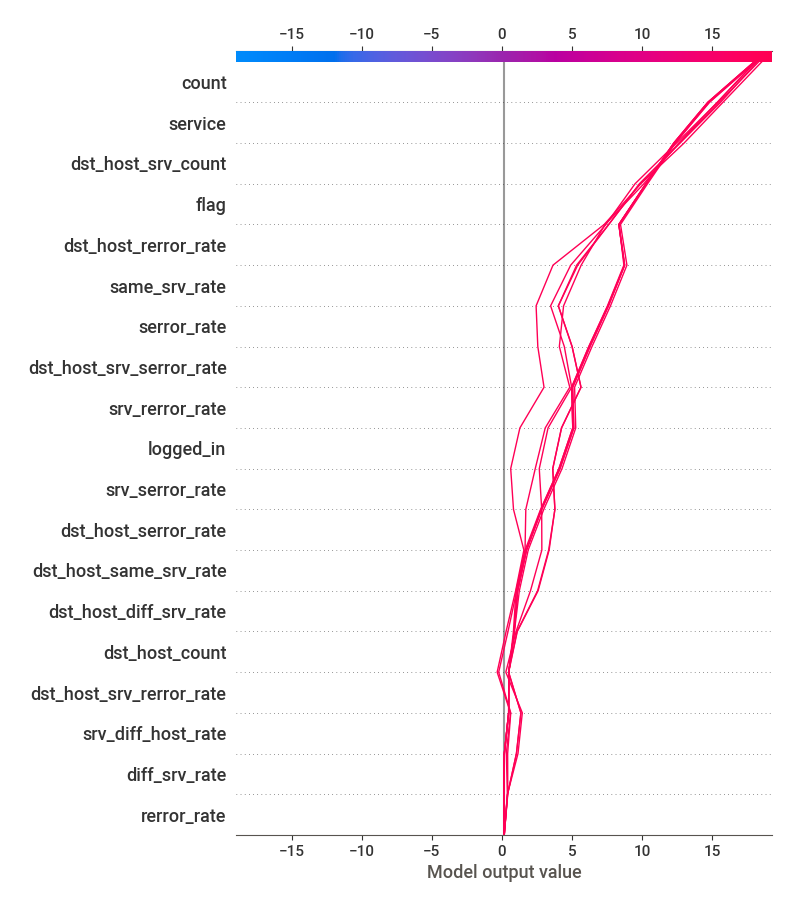 −15 −10 −5 0 5 10 15
count
service
dst_host_srv_count
flag
dst_host_rerror_rate
same_srv_rate
serror_rate
dst_host_srv_serror_rate
srv_rerror_rate
logged_in
srv_serror_rate
dst_host_serror_rate
dst_host_same_srv_rate
dst_host_diff_srv_rate
dst_host_count
dst_host_srv_rerror_rate
srv_diff_host_rate
diff_srv_rate
rerror_rate
−15 −10 −5 0 5 10 15
Model output value